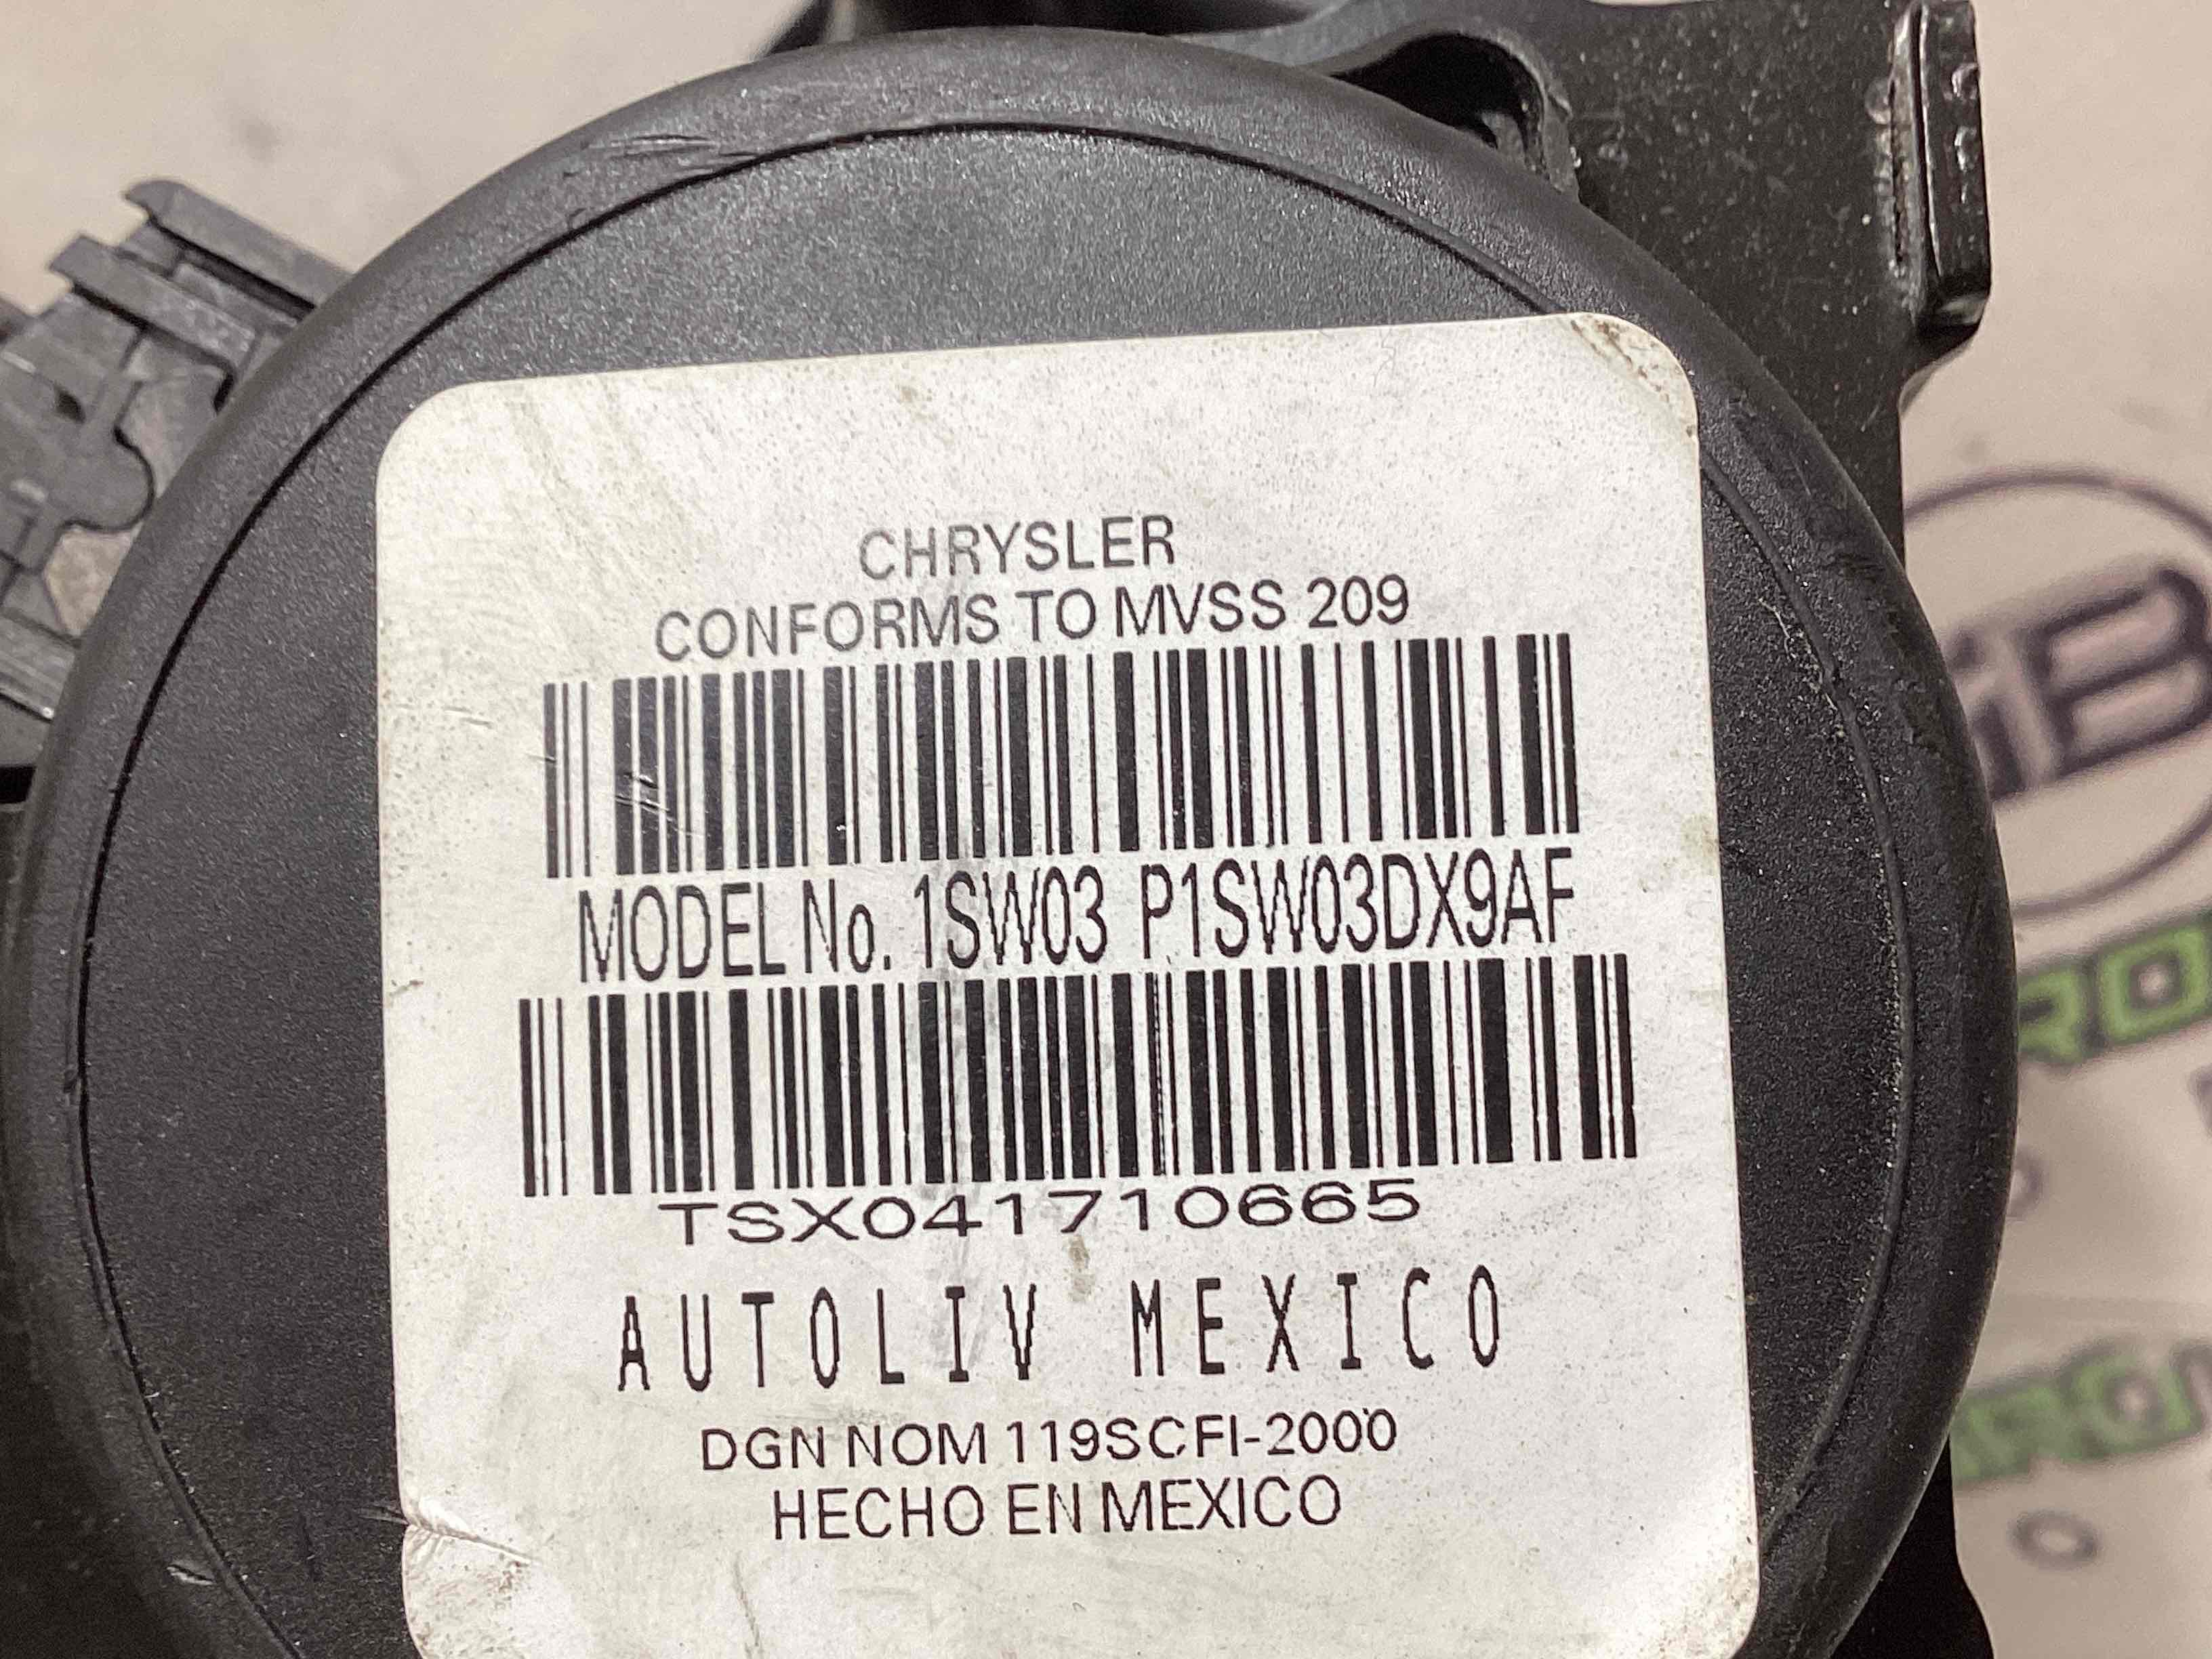 CHRYSLER
CONFORMS TO MVSS 209
MODEL No. 1SW03 P1SW03DX9AF
TSX041710665
AUTOLIV MEXICO
DGN NOM 119SCFI-2000
HECHO EN MEXICO